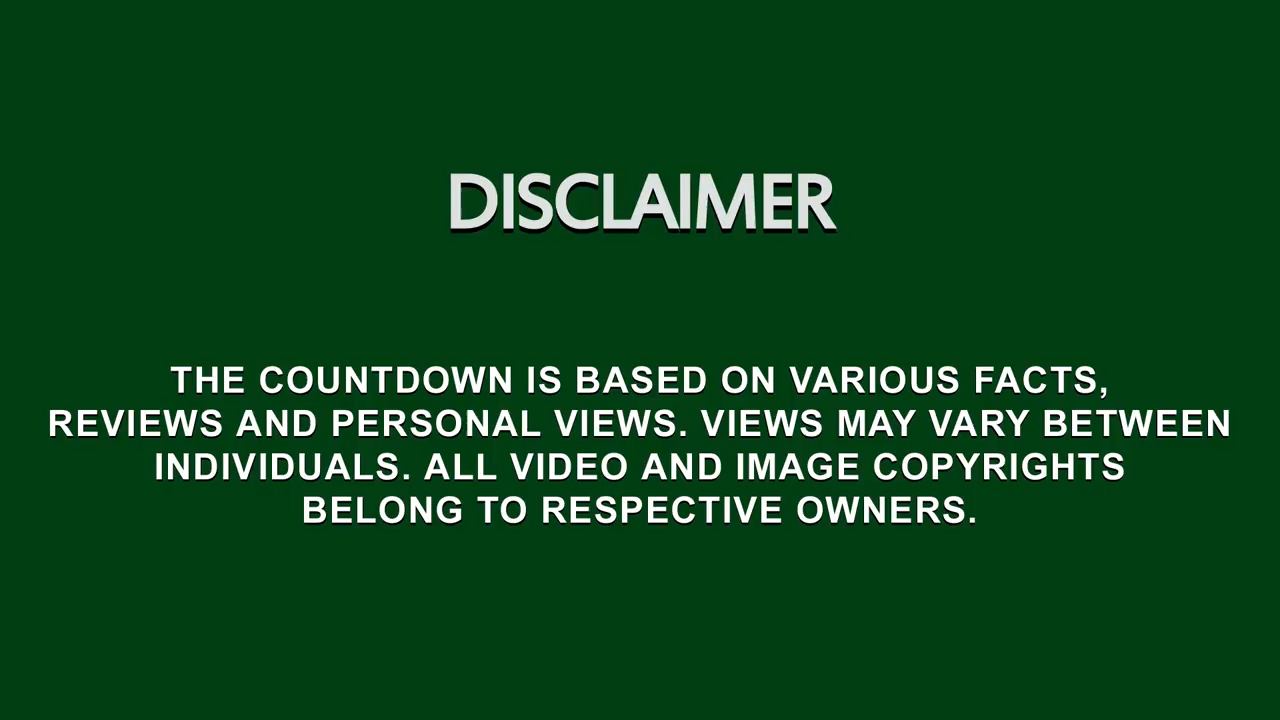 DISCLAIMER
THE COUNTDOWN IS BASED ON VARIOUS FACTS,
REVIEWS AND PERSONAL VIEWS. VIEWS MAY VARY BETWEEN
INDIVIDUALS. ALL VIDEO AND IMAGE COPYRIGHTS
BELONG TO RESPECTIVE OWNERS.